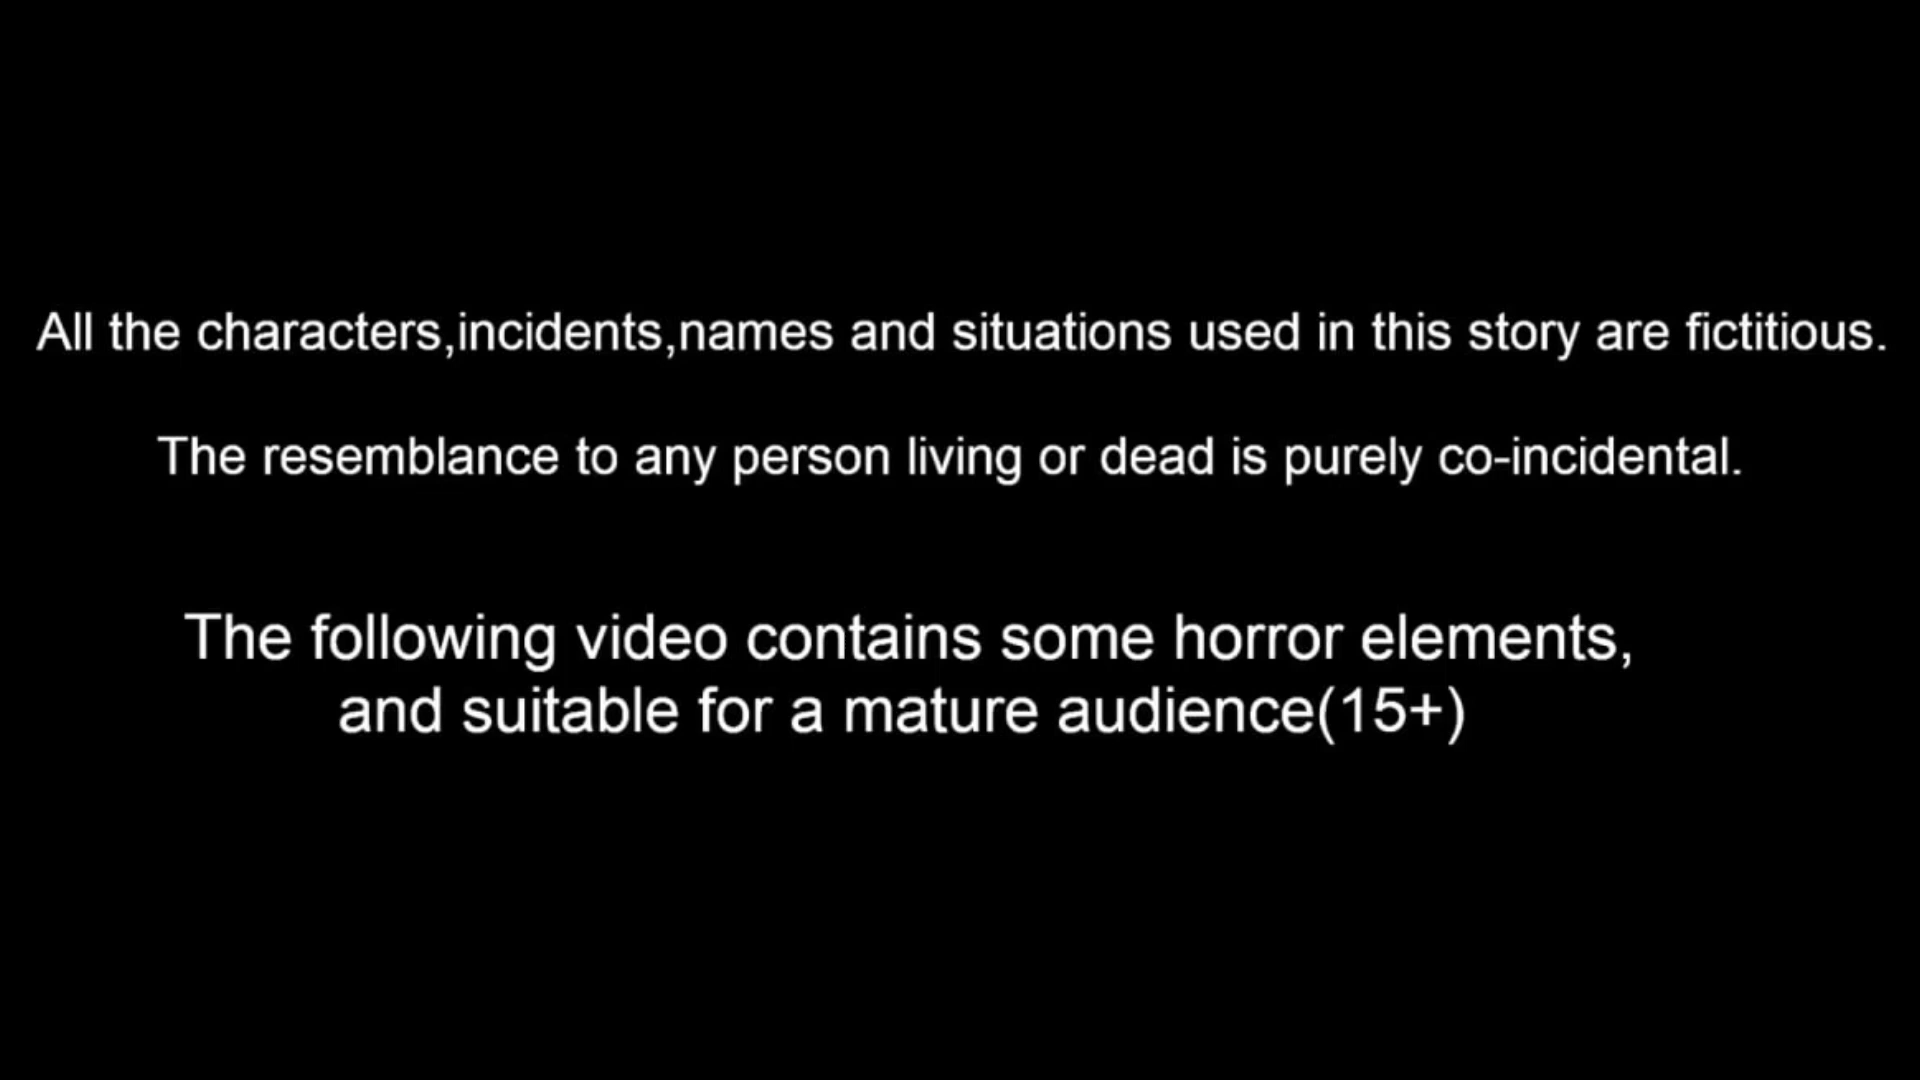 All the characters,incidents,names and situations used in this story are fictitious.
The resemblance to any person living or dead is purely co-incidental.
The following video contains some horror elements,
and suitable for a mature audience(15+)